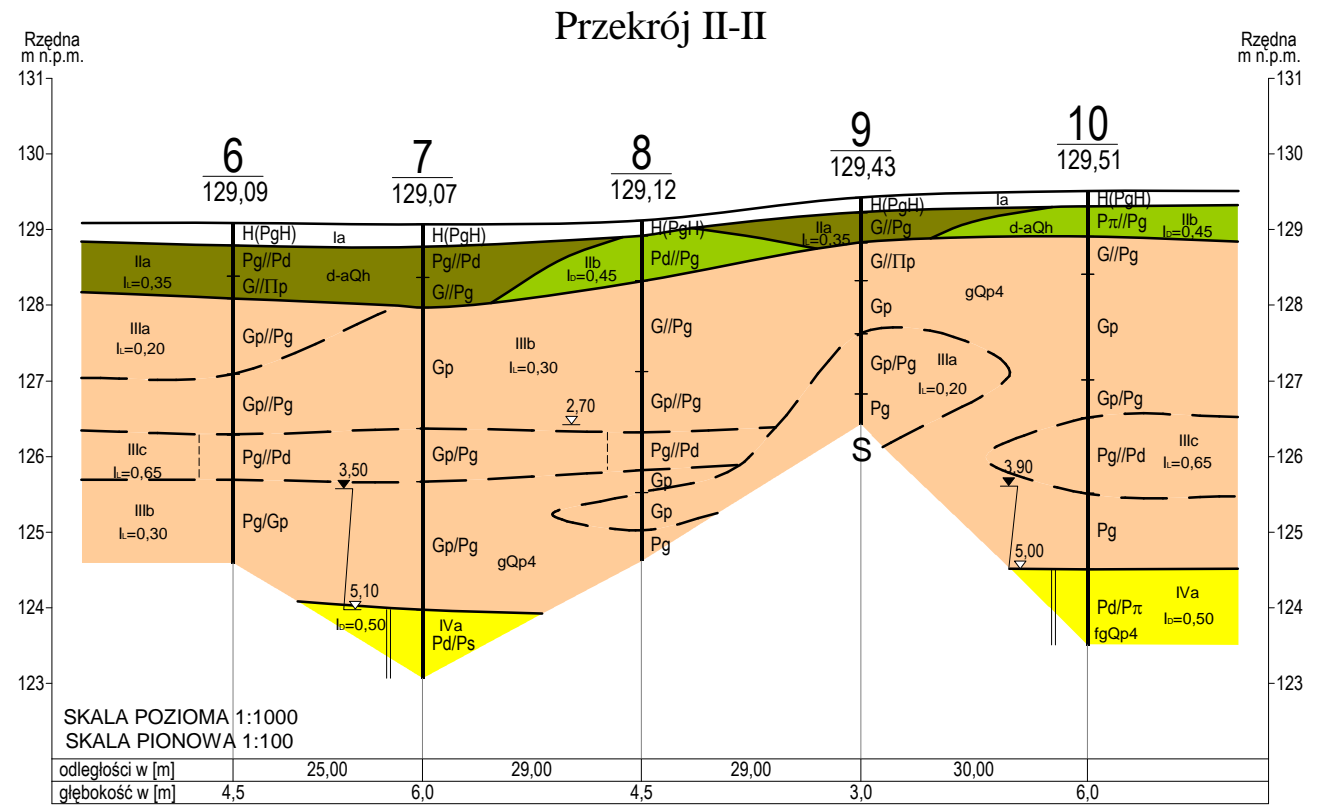 Przekrój II-II
Rzędna
m n.p.m.
Rzędna
m n.p.m.
131
131
130
130
129
129
128
128
127
127
126
126
125
125
124
124
123
123
6
129,09
7
129,07
8
129,12
9
129,43
10
129,51
H(PgH)
Ia
H(PgH)
H(PgH)
H(PgH)
Ia
H(PgH)
IIa
IL=0,35
Pg//Pd
G//Πp
d-aQh
Pg//Pd
G//Pg
IIb
ID=0,45
Pd//Pg
IIa
IL=0,35
G//Pg
d-aQh
Pπ//Pg
IIb
ID=0,45
IIIa
IL=0,20
Gp//Pg
Gp
IIIb
IL=0,30
G//Pg
G//Πp
Gp
gQp4
G//Pg
Gp
Gp/Pg
IIIa
IL=0,20
Gp//Pg
2,70
Gp//Pg
Pg
Gp/Pg
IIIc
IL=0,65
Pg//Pd
3,50
Gp/Pg
Pg//Pd
Gp
S
3,90
Pg//Pd
IIIc
IL=0,65
IIIb
IL=0,30
Pg/Gp
Gp/Pg
gQp4
Gp
Pg
Pg
5,00
5,10
ID=0,50
IVa
Pd/Ps
Pd/Pπ
fgQp4
IVa
ID=0,50
SKALA POZIOMA 1:1000
SKALA PIONOWA 1:100
odległości w [m] 25,00 29,00 29,00 30,00
głębokość w [m] 4,5 6,0 4,5 3,0 6,0